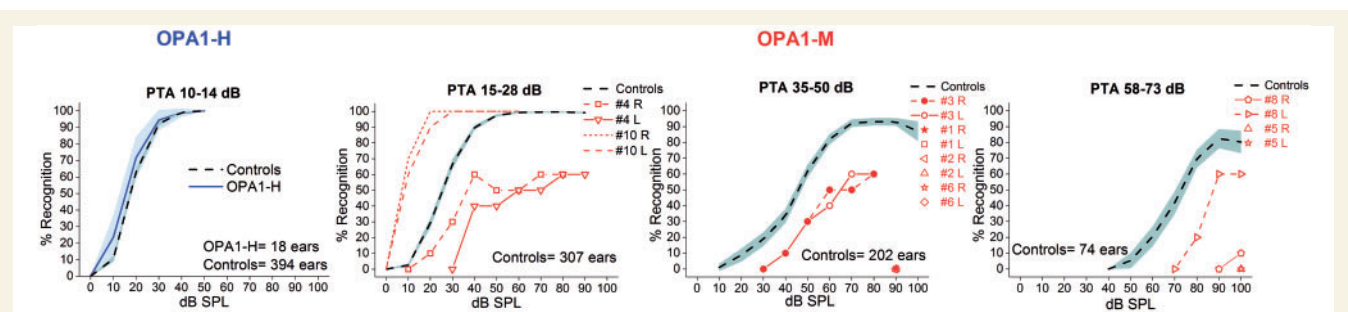 OPA1-H
OPA1-M
PTA 10-14 dB
% Recognition
100
90
80
70
60
50
40
30
20
10
0
Controls
OPA1-H
OPA1-H= 18 ears
Controls= 394 ears
0 10 20 30 40 50 60 70 80 90 100
dB SPL
PTA 15-28 dB
Controls
#4 R
#4 L
#10 R
#10 L
% Recognition
100
90
80
70
60
50
40
30
20
10
0
Controls= 307 ears
0 10 20 30 40 50 60 70 80 90 100
dB SPL
PTA 35-50 dB
Controls
#3 R
#3 L
#1 R
#1 L
#2 R
#2 L
#6 R
#6 L
% Recognition
100
90
80
70
60
50
40
30
20
10
0
Controls= 202 ears
0 10 20 30 40 50 60 70 80 90 100
dB SPL
PTA 58-73 dB
Controls
#8 R
#8 L
#5 R
#5 L
% Recognition
100
90
80
70
60
50
40
30
20
10
0
Controls= 74 ears
0 10 20 30 40 50 60 70 80 90 100
dB SPL